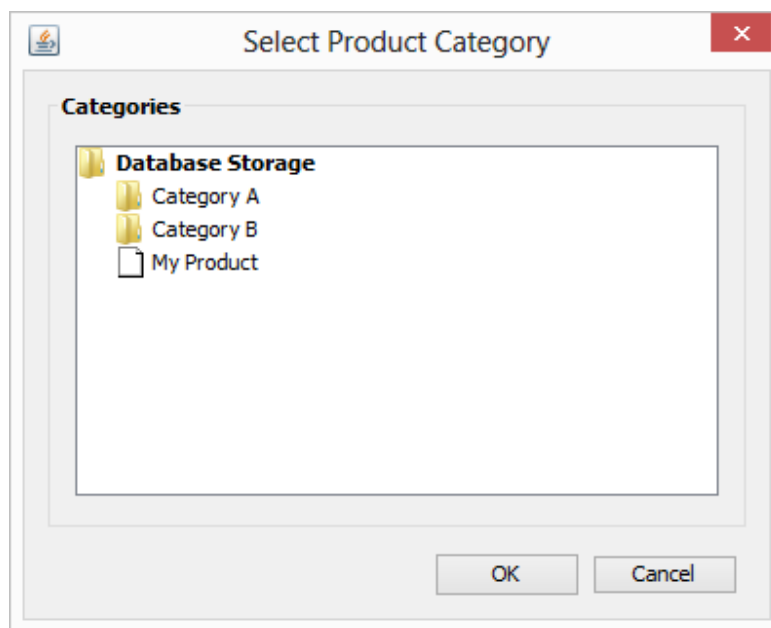 Select Product Category
Categories
Database Storage
Category A
Category B
My Product
OK
Cancel